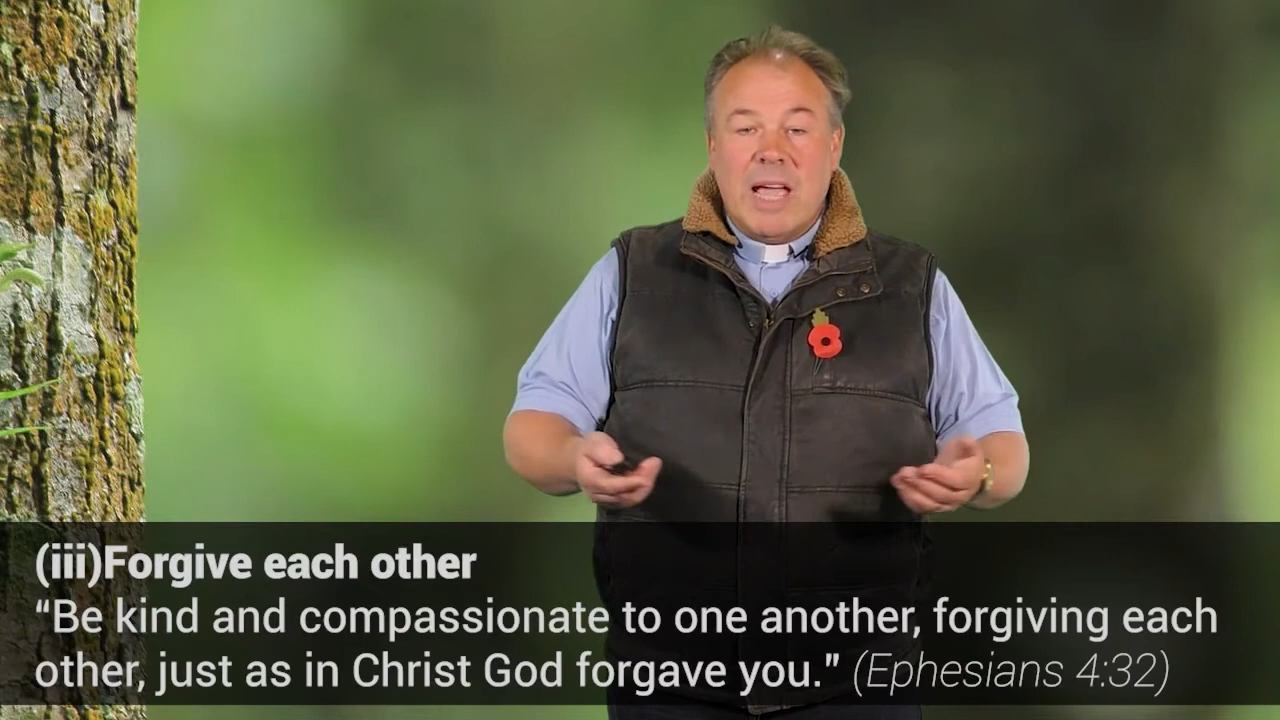 (iii)Forgive each other
“Be kind and compassionate to one another, forgiving each
other, just as in Christ God forgave you.” (Ephesians 4:32)